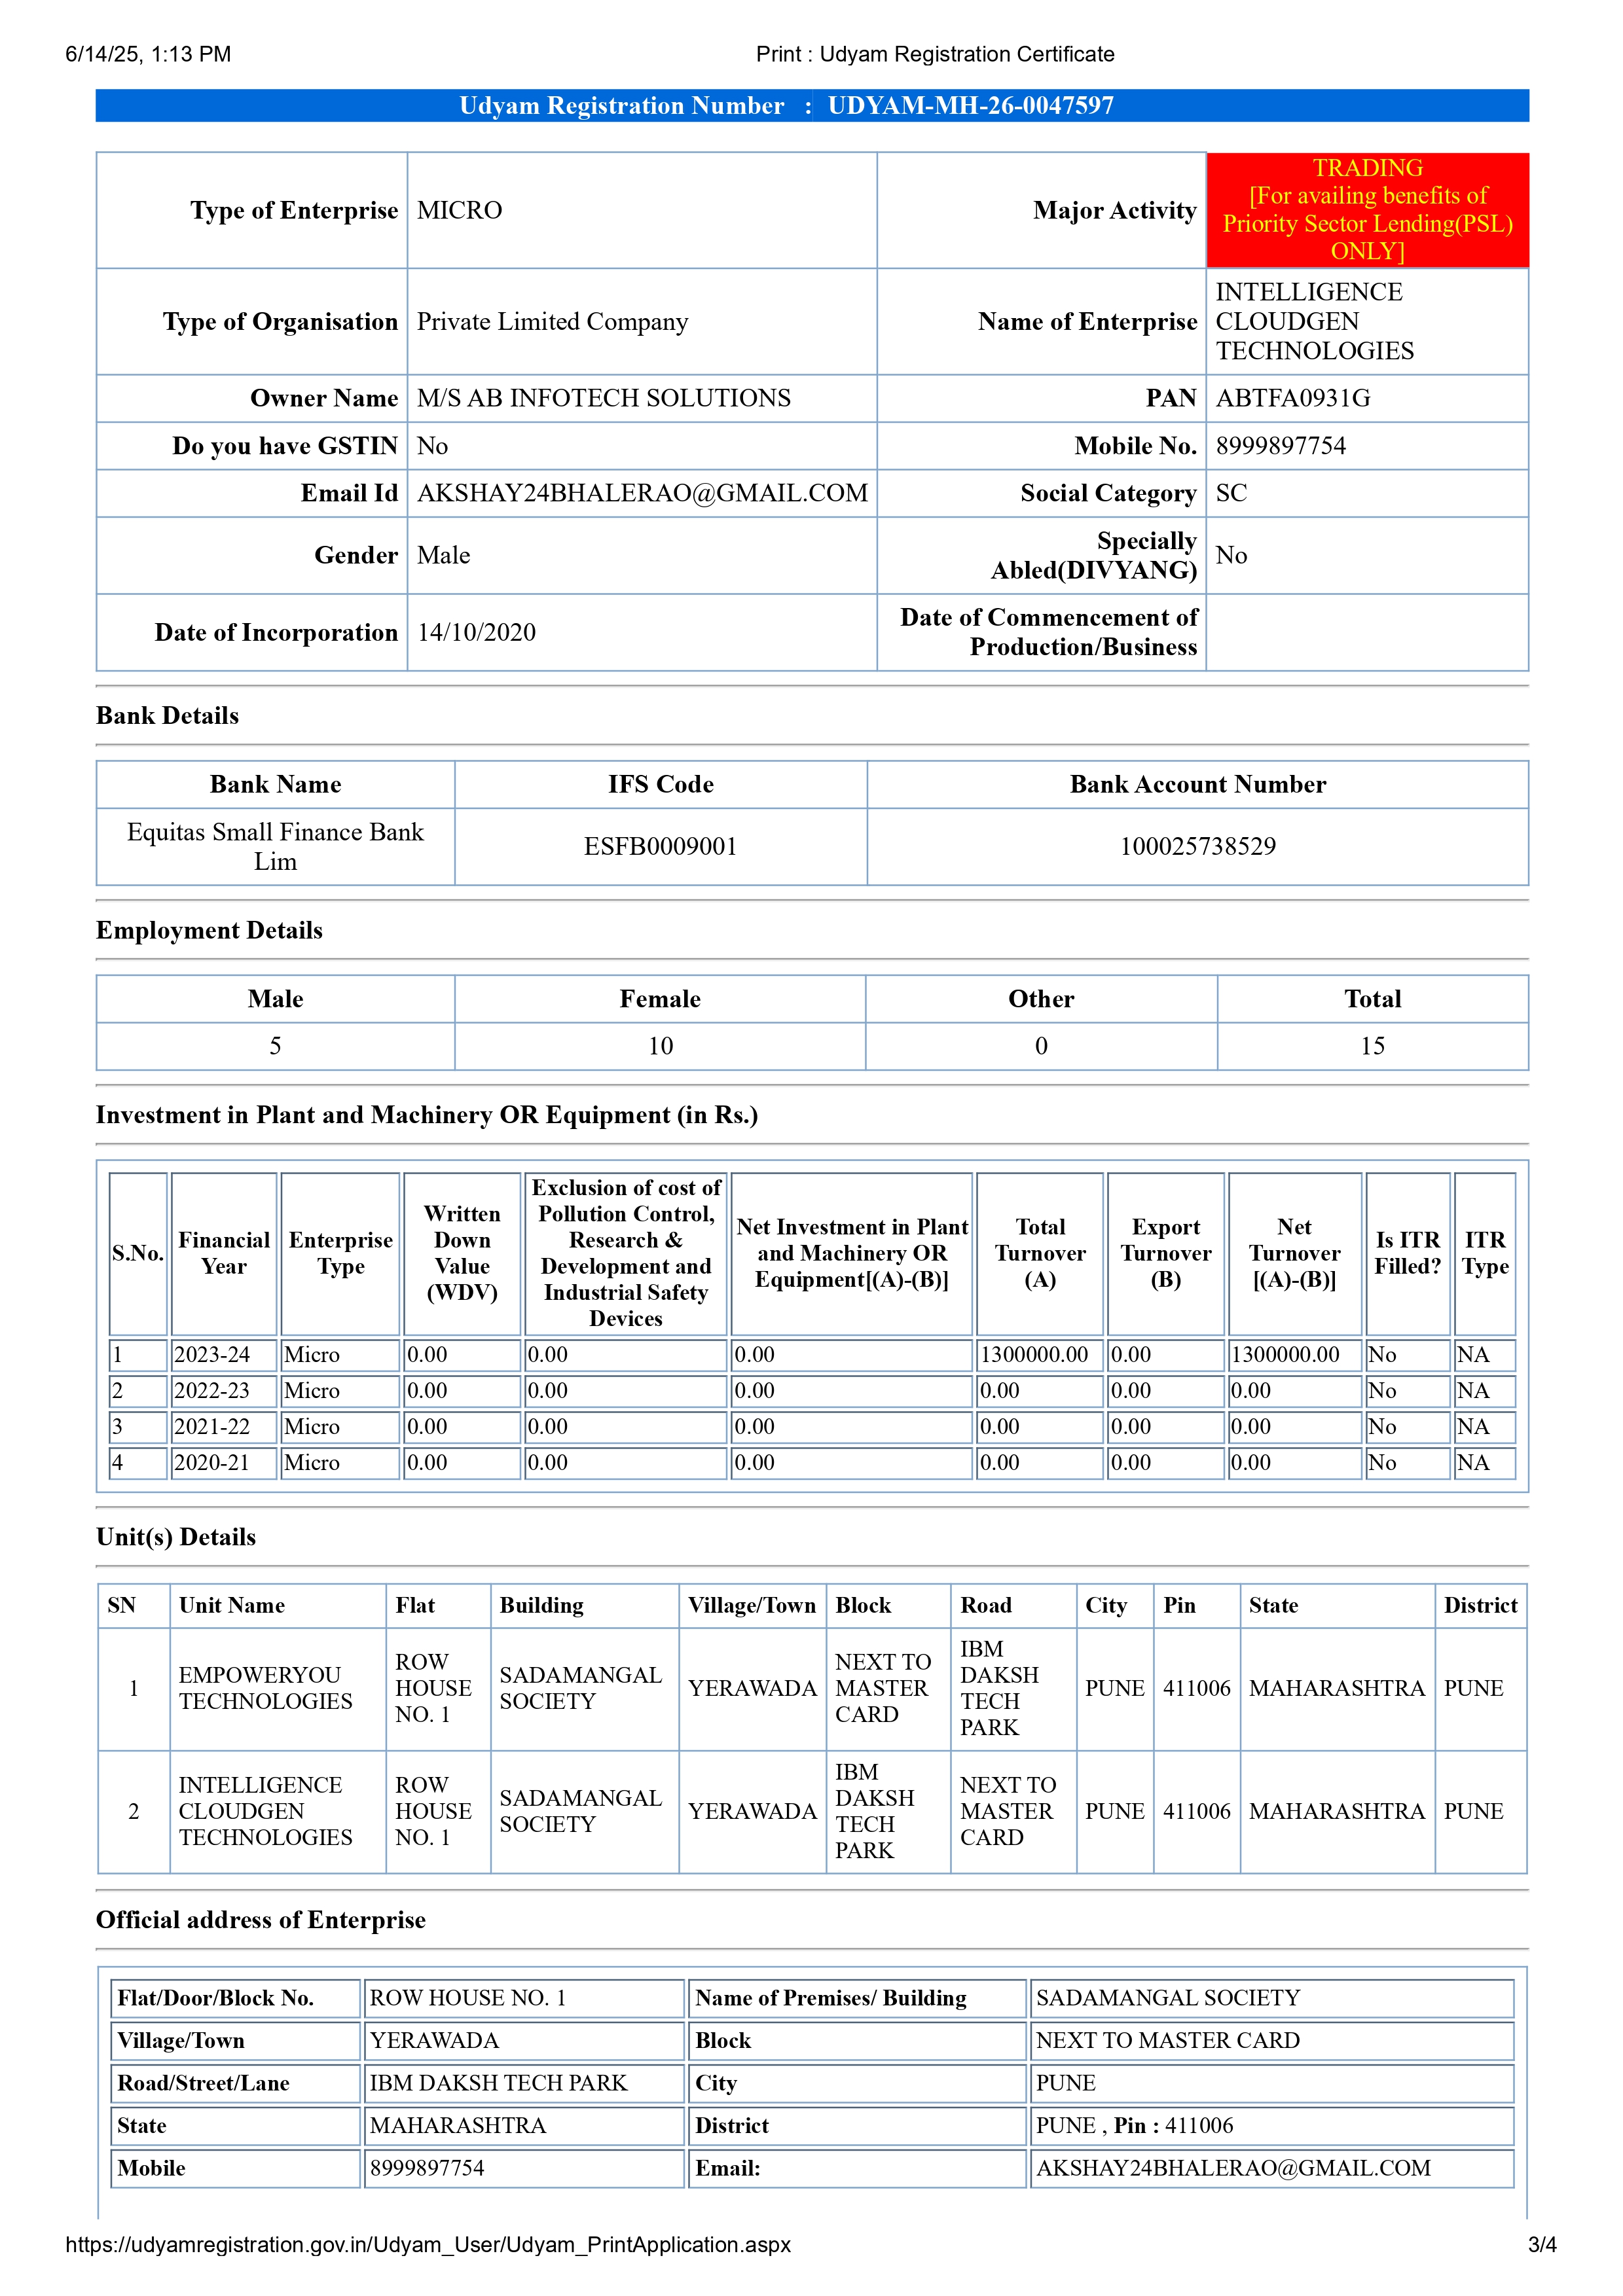 6/14/25, 1:13 PM
Print : Udyam Registration Certificate
Udyam Registration Number : UDYAM-MH-26-0047597
Type of Enterprise MICRO Major Activity TRADING
[For availing benefits of
Priority Sector Lending(PSL)
ONLY]
Type of Organisation Private Limited Company Name of Enterprise INTELLIGENCE
CLOUDGEN
TECHNOLOGIES
Owner Name M/S AB INFOTECH SOLUTIONS PAN ABTFA0931G
Do you have GSTIN No Mobile No. 8999897754
Email Id AKSHAY24BHALERAO@GMAIL.COM Social Category SC
Gender Male Specially
Abled(DIVYANG) No
Date of Incorporation 14/10/2020 Date of Commencement of
Production/Business
Bank Details
Bank Name IFS Code Bank Account Number
Equitas Small Finance Bank
Lim ESFB0009001 100025738529
Employment Details
Male Female Other Total
5 10 0 15
Investment in Plant and Machinery OR Equipment (in Rs.)
S.No. Financial
Year Enterprise
Type Written
Down
Value
(WDV) Exclusion of cost of
Pollution Control,
Research &
Development and
Industrial Safety
Devices Net Investment in Plant
and Machinery OR
Equipment[(A)-(B)] Total
Turnover
(A) Export
Turnover
(B) Net
Turnover
[(A)-(B)] Is ITR
Filled? ITR
Type
1 2023-24 Micro 0.00 0.00 0.00 1300000.00 0.00 1300000.00 No NA
2 2022-23 Micro 0.00 0.00 0.00 0.00 0.00 0.00 No NA
3 2021-22 Micro 0.00 0.00 0.00 0.00 0.00 0.00 No NA
4 2020-21 Micro 0.00 0.00 0.00 0.00 0.00 0.00 No NA
Unit(s) Details
SN Unit Name Flat Building Village/Town Block Road City Pin State District
1 EMPOWERYOU
TECHNOLOGIES ROW
HOUSE
NO. 1 SADAMANGAL
SOCIETY YERAWADA NEXT TO
MASTER
CARD IBM
DAKSH
TECH
PARK PUNE 411006 MAHARASHTRA PUNE
2 INTELLIGENCE
CLOUDGEN
TECHNOLOGIES ROW
HOUSE
NO. 1 SADAMANGAL
SOCIETY YERAWADA IBM
DAKSH
TECH
PARK NEXT TO
MASTER
CARD PUNE 411006 MAHARASHTRA PUNE
Official address of Enterprise
Flat/Door/Block No. ROW HOUSE NO. 1 Name of Premises/ Building SADAMANGAL SOCIETY
Village/Town YERAWADA Block NEXT TO MASTER CARD
Road/Street/Lane IBM DAKSH TECH PARK City PUNE
State MAHARASHTRA District PUNE , Pin : 411006
Mobile 8999897754 Email: AKSHAY24BHALERAO@GMAIL.COM
https://udyamregistration.gov.in/Udyam_User/Udyam_PrintApplication.aspx
3/4